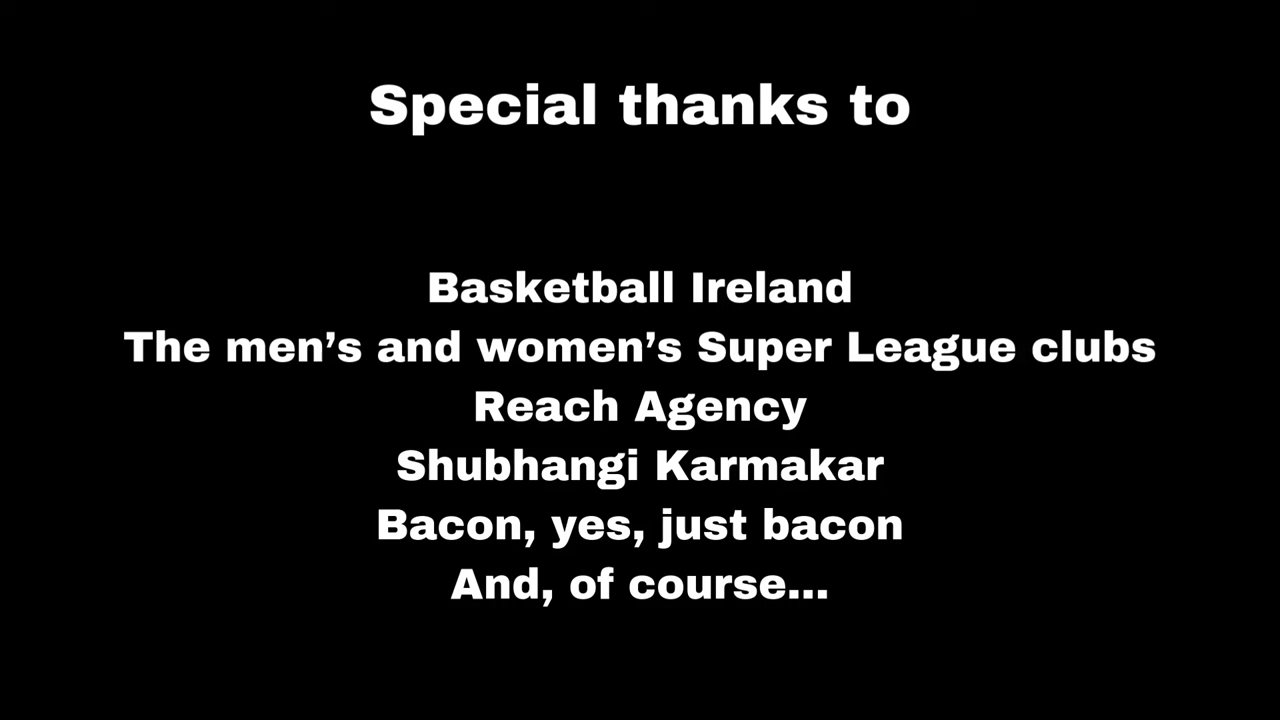 Special thanks to
Basketball Ireland
The men’s and women’s Super League clubs
Reach Agency
Shubhangi Karmakar
Bacon, yes, just bacon
And, of course...